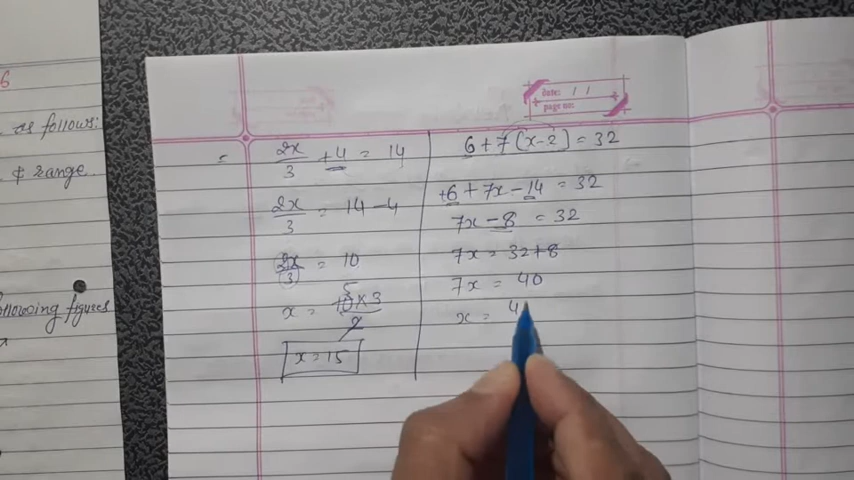 6
as follows:
& range
following figures
date: / /
page no:
= 2x/3 + 4 = 14
2x/3 = 14 - 4
2x/3 = 10
x = 10 5 × 3 / 2
x = 15
6 + 7 (x - 2) = 32
+6 + 7x - 14 = 32
7x - 8 = 32
7x = 32 + 8
7x = 40
x = 4